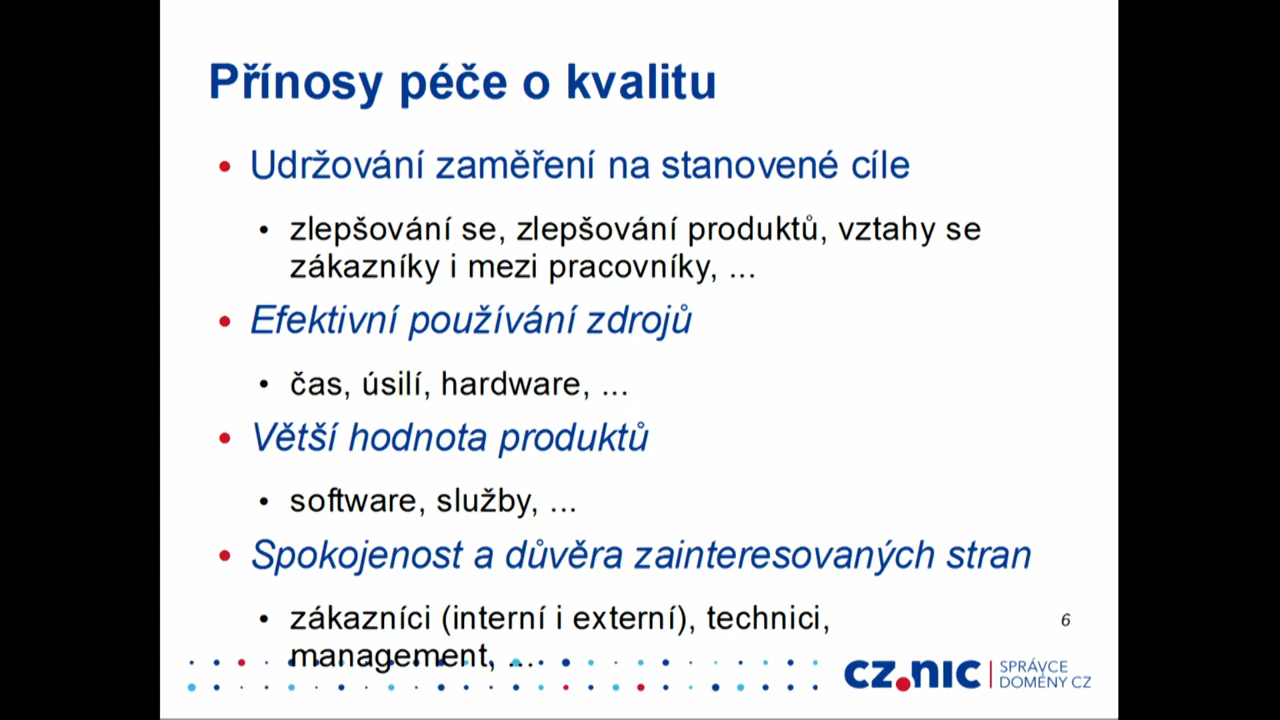 Přínosy péče o kvalitu
• Udržování zaměření na stanovené cíle
• zlepšování se, zlepšování produktů, vztahy se
zákazníky i mezi pracovníky, ...
• Efektivní používání zdrojů
• čas, úsilí, hardware, ...
• Větší hodnota produktů
• software, služby, ...
• Spokojenost a důvěra zainteresovaných stran
• zákazníci (interní i externí), technici,
management, ...
6
CZ.NIC | SPRÁVCE
DOMÉNY CZ